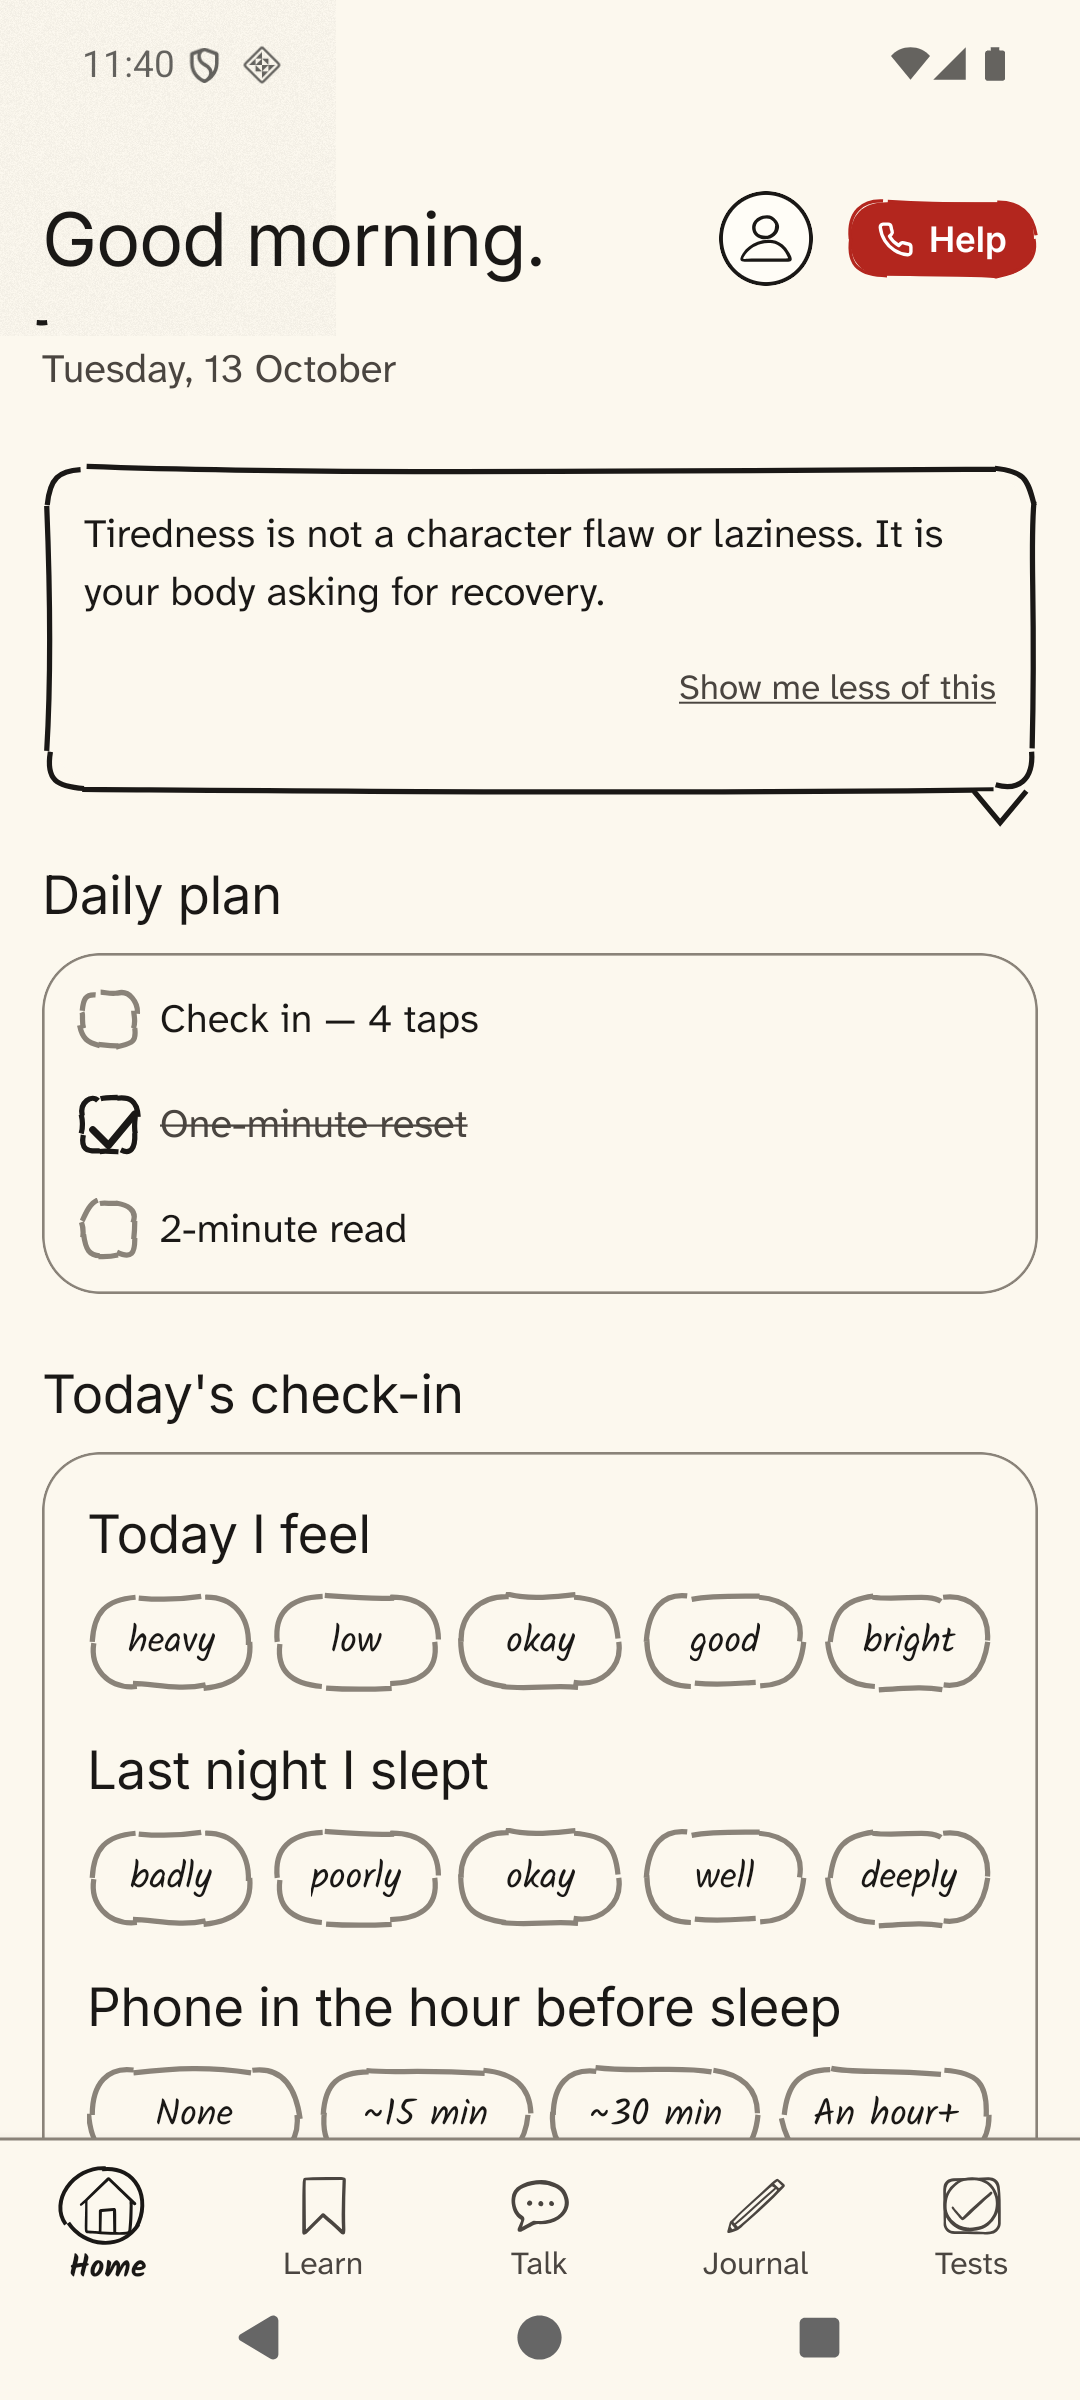 11:40
Good morning.
Help
Tuesday, 13 October
Tiredness is not a character flaw or laziness. It is
your body asking for recovery.
Show me less of this
Daily plan
Check in — 4 taps
One-minute reset
2-minute read
Today's check-in
Today I feel
heavy low okay good bright
Last night I slept
badly poorly okay well deeply
Phone in the hour before sleep
None ~15 min ~30 min An hour+
Home Learn Talk Journal Tests